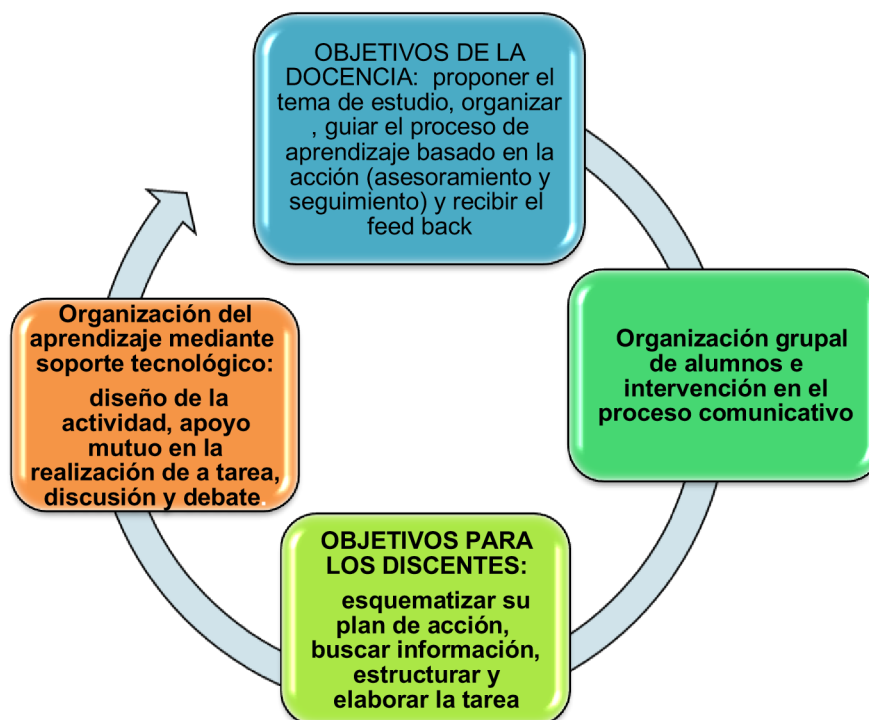 OBJETIVOS DE LA
DOCENCIA: proponer el
tema de estudio, organizar
, guiar el proceso de
aprendizaje basado en la
acción (asesoramiento y
seguimiento) y recibir el
feed back
Organización grupal
de alumnos e
intervención en el
proceso comunicativo
OBJETIVOS PARA
LOS DISCENTES:
esquematizar su
plan de acción,
buscar información,
estructurar y
elaborar la tarea
Organización del
aprendizaje mediante
soporte tecnológico:
diseño de la
actividad, apoyo
mutuo en la
realización de a tarea,
discusión y debate.